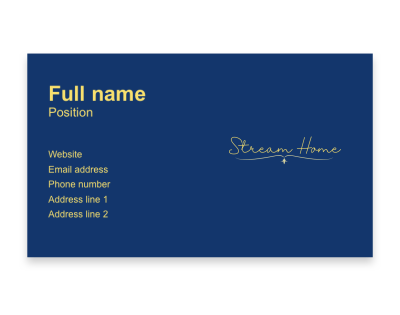 Full name
Position
Website
Email address
Phone number
Address line 1
Address line 2
Stream Home